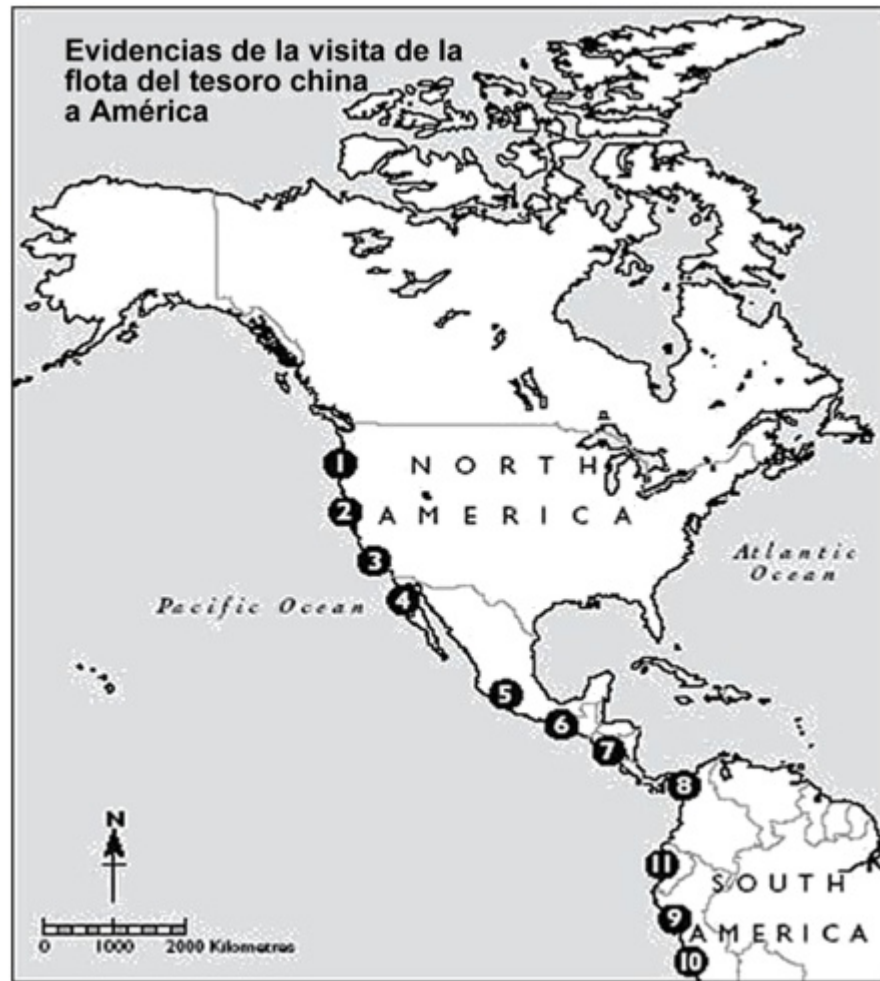 Evidencias de la visita de la
flota del tesoro china
a América
1
NORTH
2
AMERICA
3
Atlantic
Ocean
4
Pacific Ocean
5
6
7
8
11
SOUTH
9
AMERICA
10
N
0 1000 2000 Kilometres